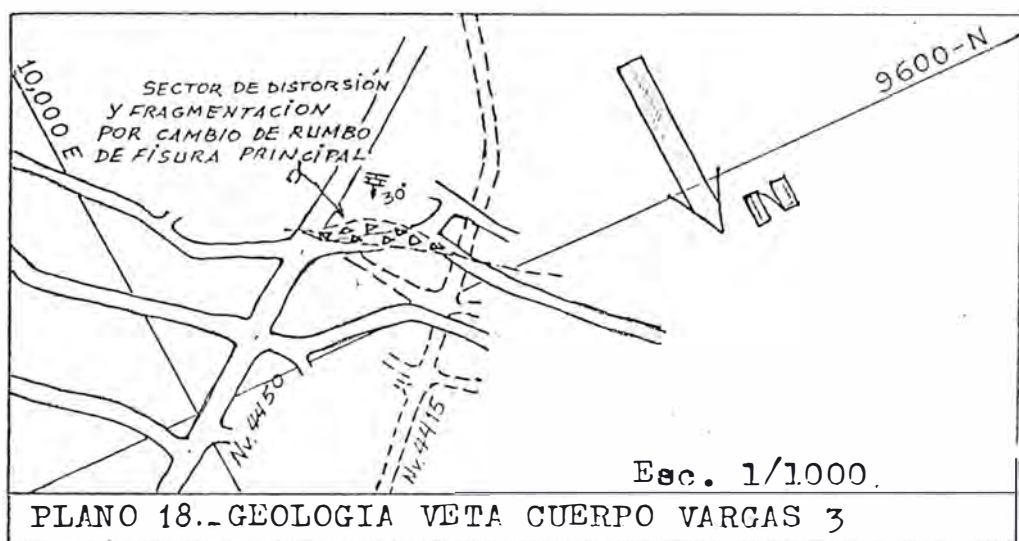 10,000 E
SECTOR DE DISTORSIÓN
Y FRAGMENTACION
POR CAMBIO DE RUMBO
DE FISURA PRINCIPAL
30°
9600-N
N
Nv. 4450
Nv. 4415
Esc. 1/1000.
PLANO 18.-GEOLOGIA VETA CUERPO VARGAS 3